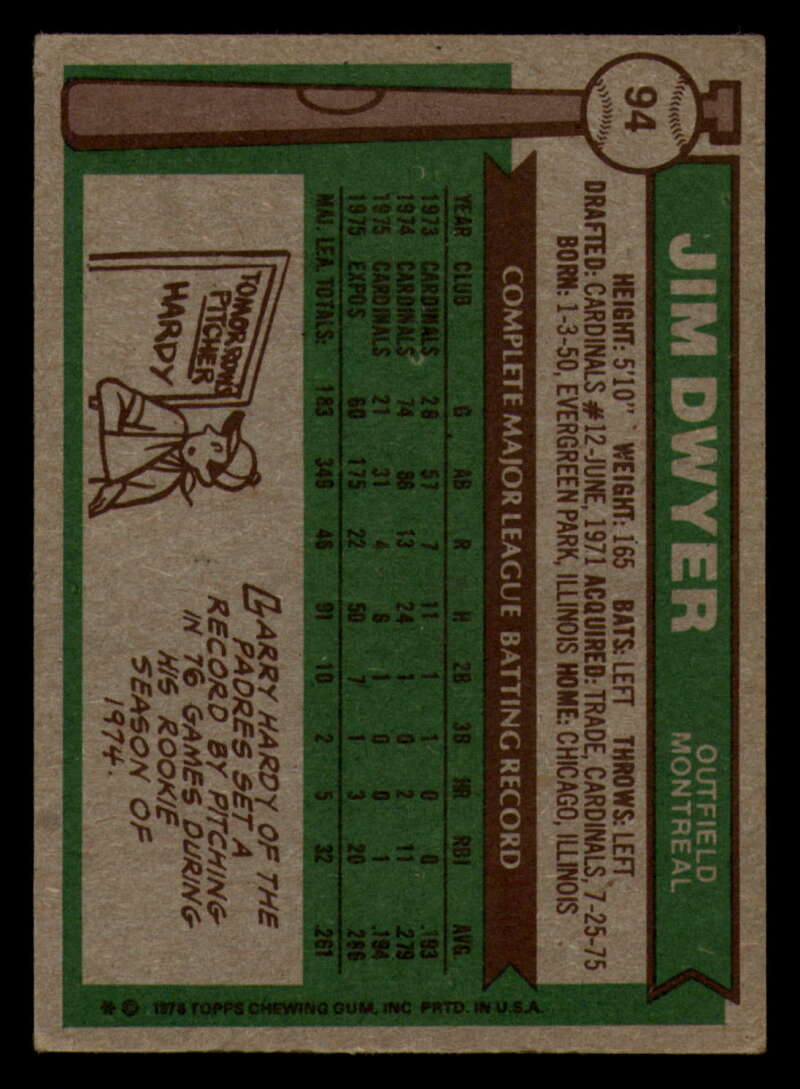 94
JIM DWYER
OUTFIELD
MONTREAL
HEIGHT: 5'10" WEIGHT: 165 BATS: LEFT THROWS: LEFT
DRAFTED: CARDINALS #12-JUNE, 1971 ACQUIRED: TRADE, CARDINALS, 7-25-75
BORN: 1-3-50, EVERGREEN PARK, ILLINOIS HOME: CHICAGO, ILLINOIS
COMPLETE MAJOR LEAGUE BATTING RECORD
YEAR CLUB G AB R H 2B 3B HR RBI AVG.
1973 CARDINALS 28 57 7 11 1 1 0 0 .193
1974 CARDINALS 74 86 13 24 1 0 2 11 .279
1975 CARDINALS 21 31 4 6 1 0 0 1 .194
1975 EXPOS 60 175 22 50 7 1 3 20 .286
MAJ. LEA. TOTALS: 183 349 46 91 10 2 5 32 .261
TOMORROW'S
PITCHER
HARDY
LARRY HARDY OF THE
PADRES SET A
RECORD BY PITCHING
IN 76 GAMES DURING
HIS ROOKIE
SEASON OF
1974.
* © 1976 TOPPS CHEWING GUM, INC PRTD. IN U.S.A.